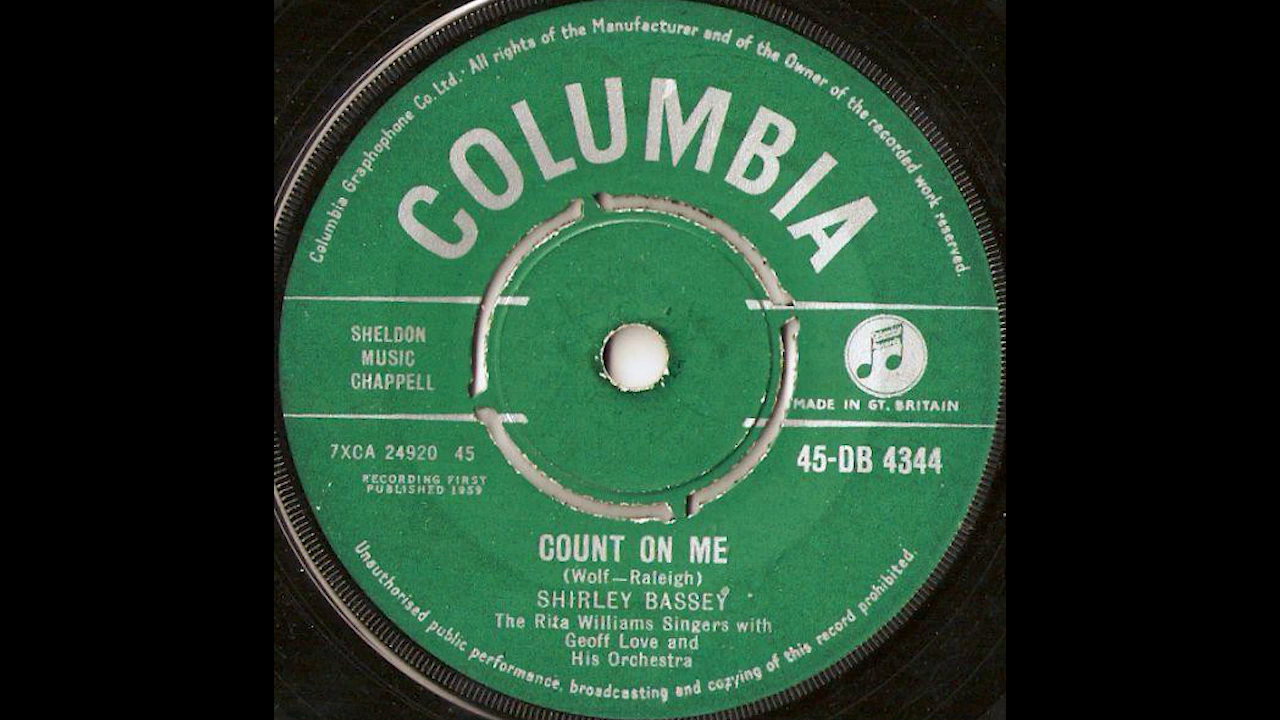 Columbia Graphophone Co. Ltd. All rights of the Manufacturer and of the Owner of the recorded work reserved.
COLUMBIA
SHELDON
MUSIC
CHAPPELL
MADE IN GT. BRITAIN
7XCA 24920 45
45-DB 4344
RECORDING FIRST
PUBLISHED 1959
COUNT ON ME
(Wolf—Raleigh)
SHIRLEY BASSEY
The Rita Williams Singers with
Geoff Love and
His Orchestra
Unauthorised public performance, broadcasting and copying of this record prohibited.